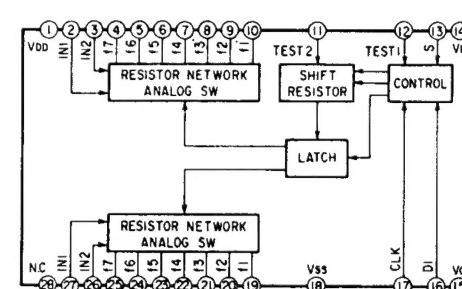 1 2 3 4 5 6 7 8 9 10 11 12 13 14
VDD IN1 IN2 f7 f6 f5 f4 f3 f2 f1 TEST2 TEST1 S
RESISTOR NETWORK
ANALOG SW
SHIFT
RESISTOR
CONTROL
LATCH
RESISTOR NETWORK
ANALOG SW
N.C IN1 IN2 f7 f6 f5 f4 f3 f2 f1 VSS CLK DI
28 27 26 25 24 23 22 21 20 19 18 17 16